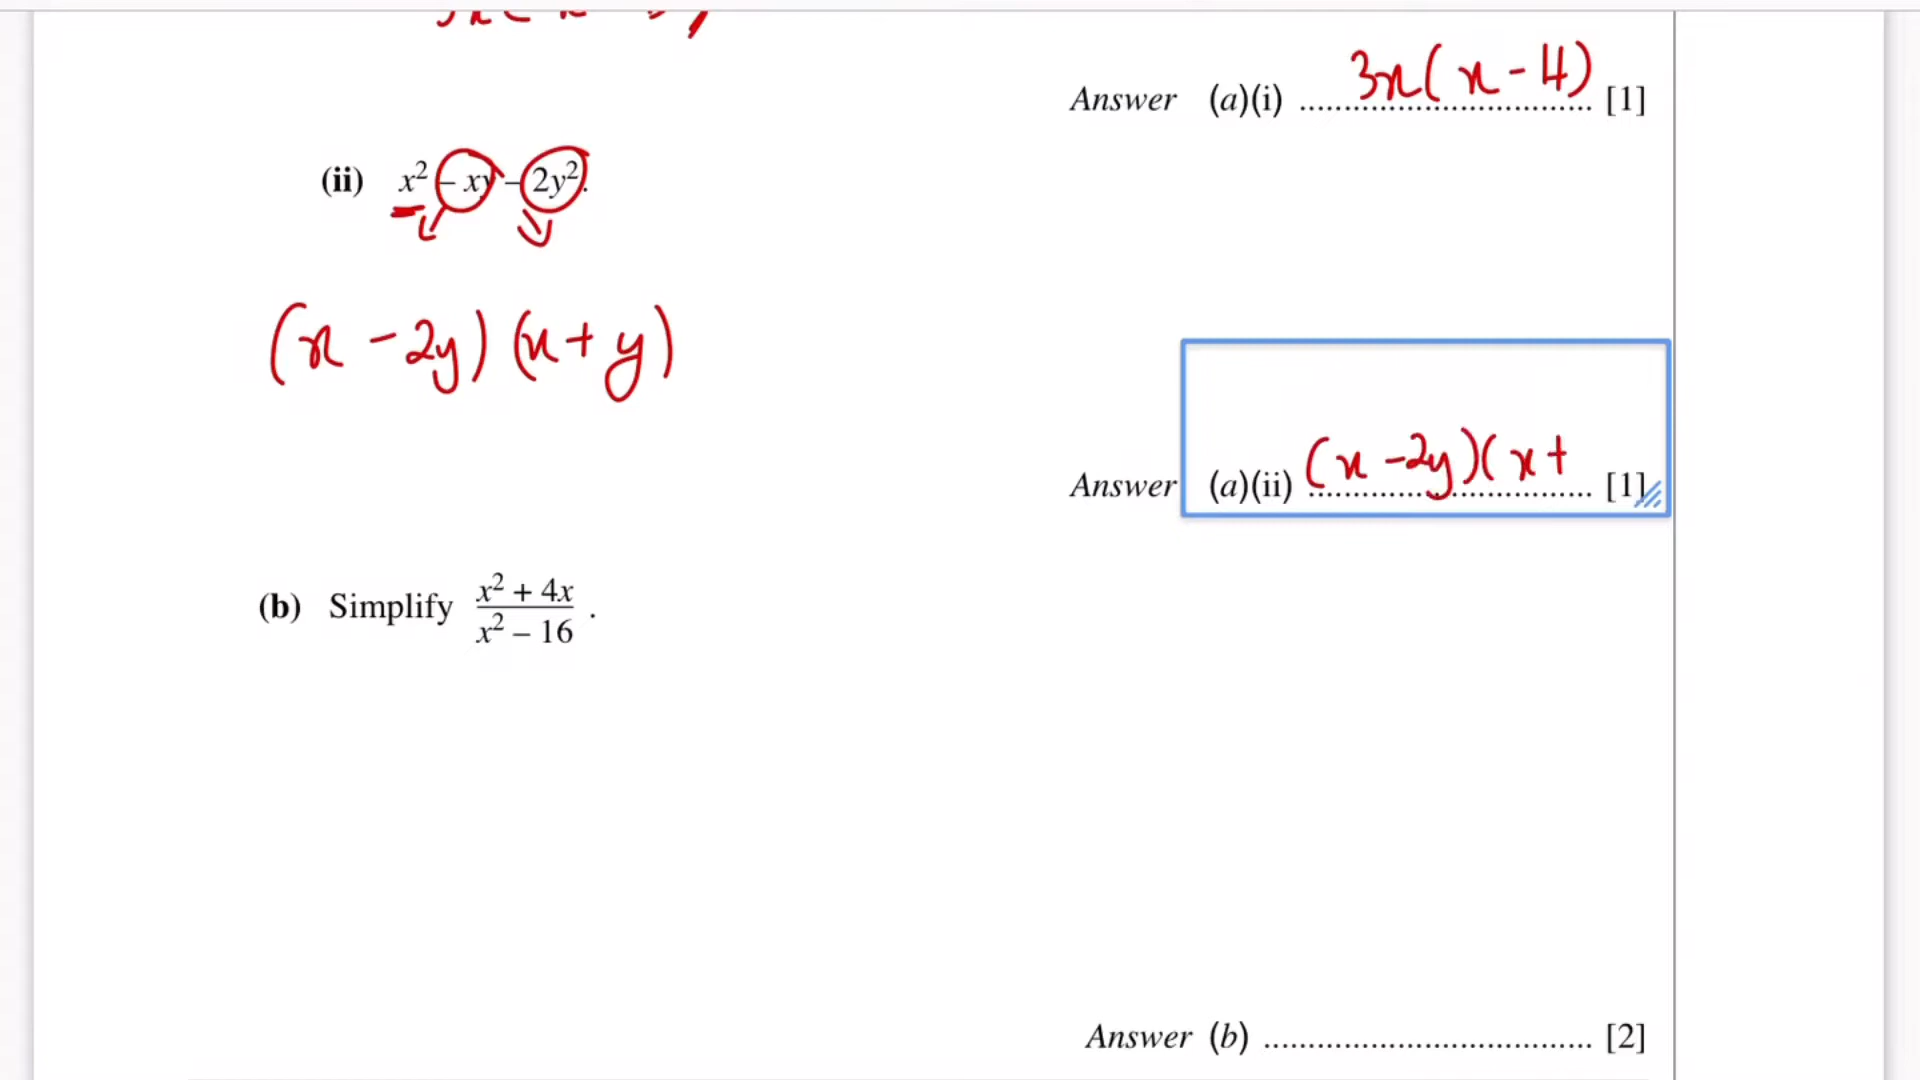 Answer (a)(i) 3x(x-4) [1]
(ii) x² – xy – 2y².
(x - 2y)(x + y)
Answer (a)(ii) (x - 2y)(x + [1]
(b) Simplify x² + 4x / x² – 16 .
Answer (b) .................................... [2]